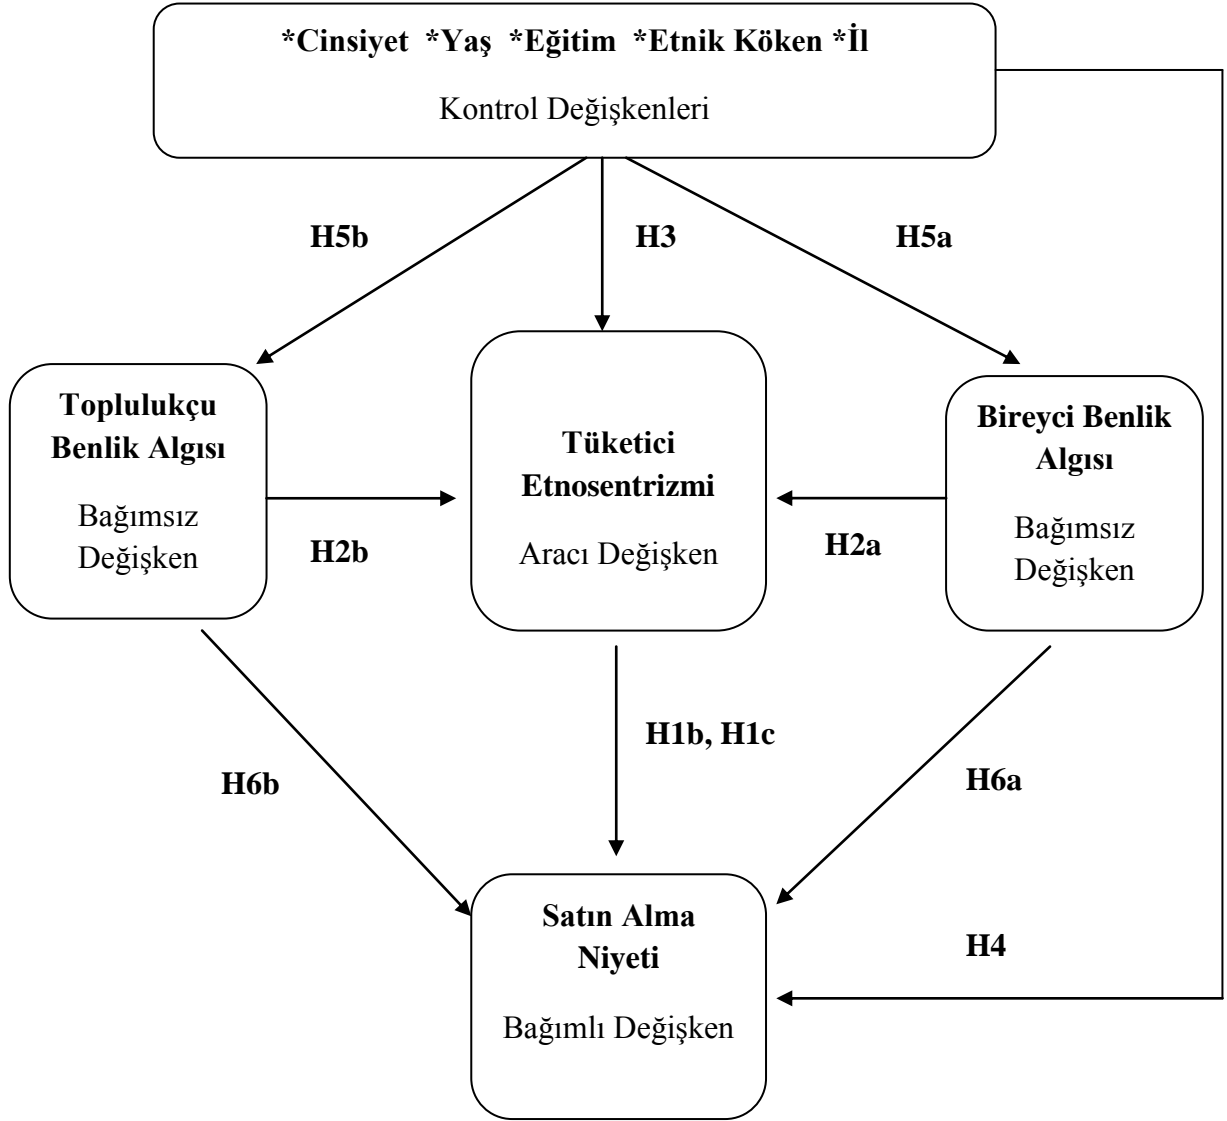 *Cinsiyet *Yaş *Eğitim *Etnik Köken *İl
Kontrol Değişkenleri
H5b
H3
H5a
Toplulukçu
Benlik Algısı
Bağımsız
Değişken
H2b
Tüketici
Etnosentrizmi
Aracı Değişken
H2a
Bireyci Benlik
Algısı
Bağımsız
Değişken
H6b
H1b, H1c
H6a
H4
Satın Alma
Niyeti
Bağımlı Değişken